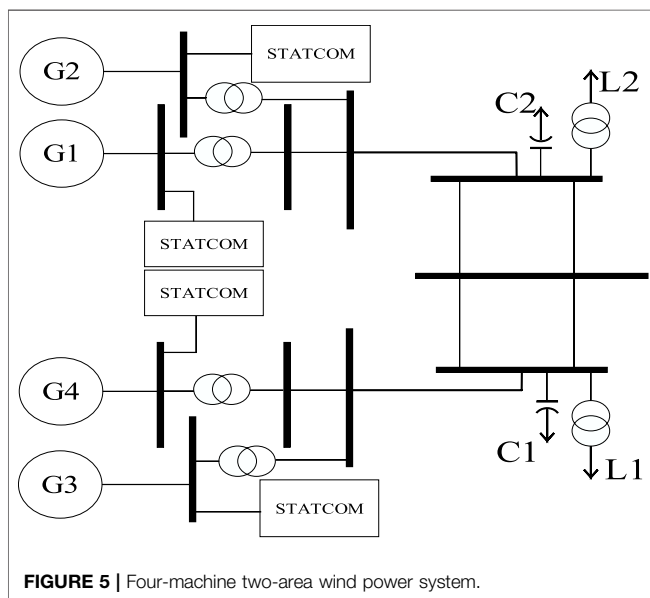 STATCOM
G2
L2
C2
G1
STATCOM
STATCOM
G4
C1
L1
G3
STATCOM
FIGURE 5 | Four-machine two-area wind power system.